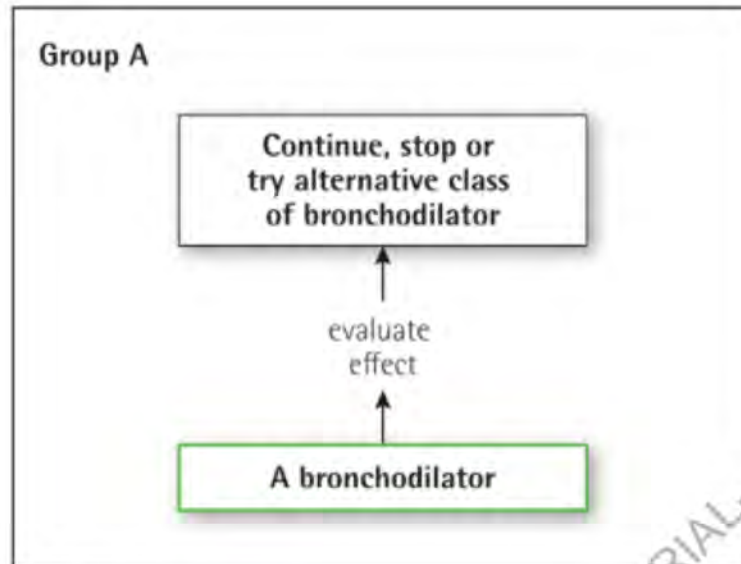 Group A
Continue, stop or
try alternative class
of bronchodilator
evaluate
effect
A bronchodilator